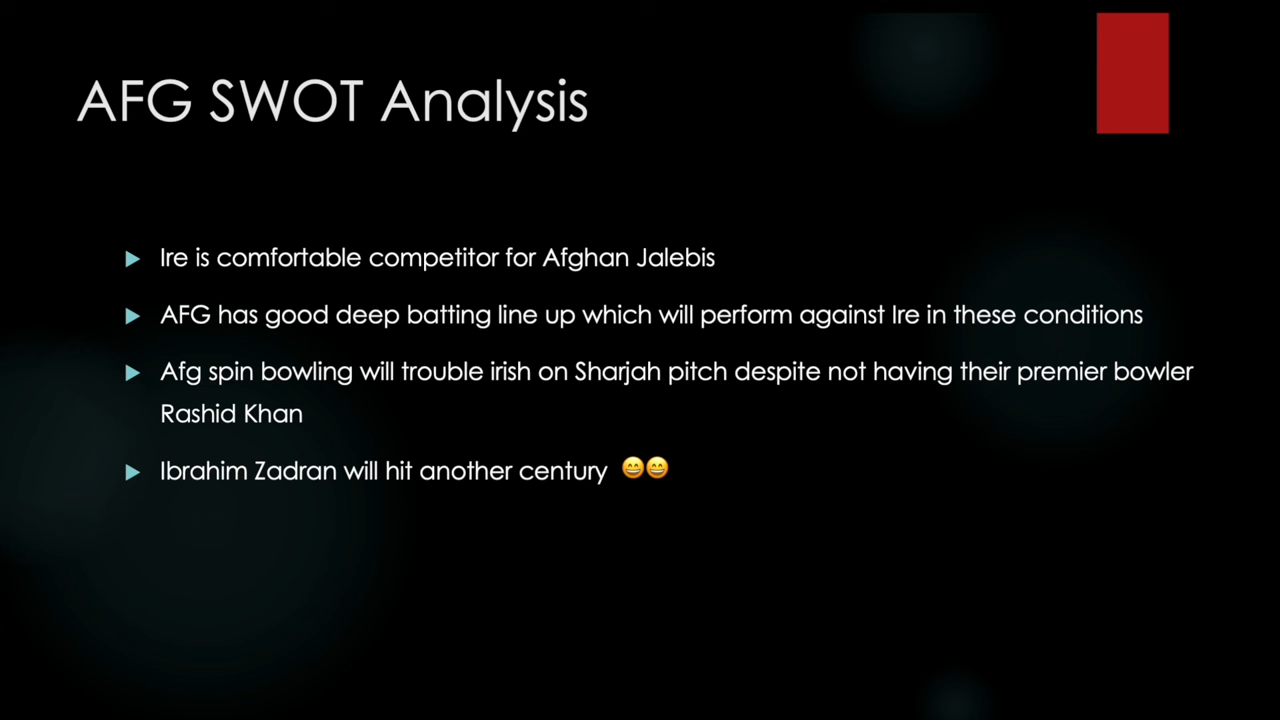 AFG SWOT Analysis
Ire is comfortable competitor for Afghan Jalebis
AFG has good deep batting line up which will perform against Ire in these conditions
Afg spin bowling will trouble irish on Sharjah pitch despite not having their premier bowler
Rashid Khan
Ibrahim Zadran will hit another century 😄😄